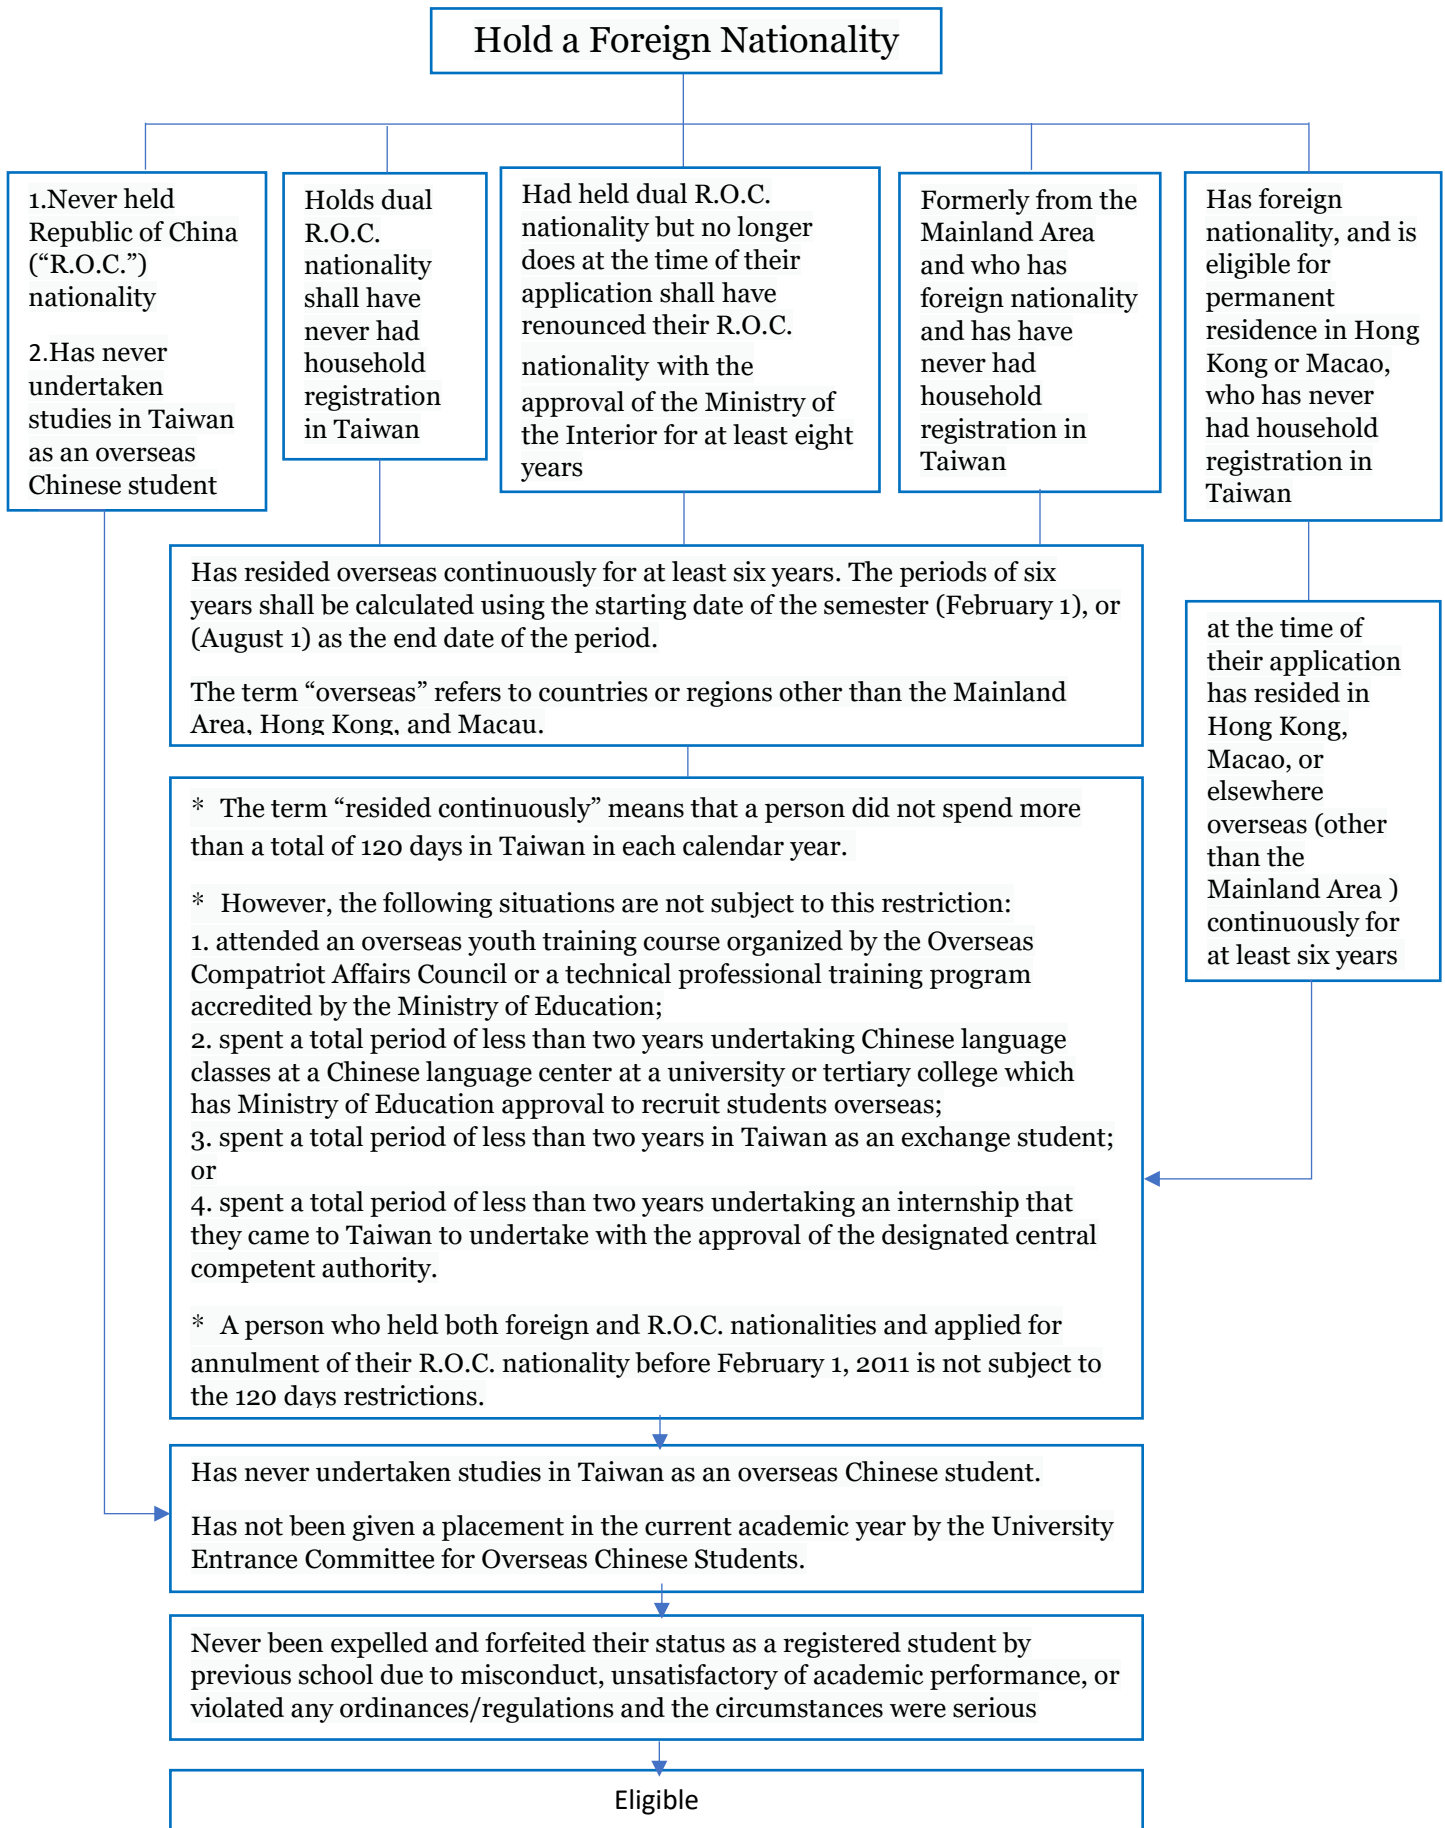 Hold a Foreign Nationality
1.Never held
Republic of China
(“R.O.C.”)
nationality
2.Has never
undertaken
studies in Taiwan
as an overseas
Chinese student
Holds dual
R.O.C.
nationality
shall have
never had
household
registration
in Taiwan
Had held dual R.O.C.
nationality but no longer
does at the time of their
application shall have
renounced their R.O.C.
nationality with the
approval of the Ministry of
the Interior for at least eight
years
Formerly from the
Mainland Area
and who has
foreign nationality
and has have
never had
household
registration in
Taiwan
Has foreign
nationality, and is
eligible for
permanent
residence in Hong
Kong or Macao,
who has never
had household
registration in
Taiwan
Has resided overseas continuously for at least six years. The periods of six
years shall be calculated using the starting date of the semester (February 1), or
(August 1) as the end date of the period.
The term “overseas” refers to countries or regions other than the Mainland
Area, Hong Kong, and Macau.
at the time of
their application
has resided in
Hong Kong,
Macao, or
elsewhere
overseas (other
than the
Mainland Area )
continuously for
at least six years
* The term “resided continuously” means that a person did not spend more
than a total of 120 days in Taiwan in each calendar year.
* However, the following situations are not subject to this restriction:
1. attended an overseas youth training course organized by the Overseas
Compatriot Affairs Council or a technical professional training program
accredited by the Ministry of Education;
2. spent a total period of less than two years undertaking Chinese language
classes at a Chinese language center at a university or tertiary college which
has Ministry of Education approval to recruit students overseas;
3. spent a total period of less than two years in Taiwan as an exchange student;
or
4. spent a total period of less than two years undertaking an internship that
they came to Taiwan to undertake with the approval of the designated central
competent authority.
* A person who held both foreign and R.O.C. nationalities and applied for
annulment of their R.O.C. nationality before February 1, 2011 is not subject to
the 120 days restrictions.
Has never undertaken studies in Taiwan as an overseas Chinese student.
Has not been given a placement in the current academic year by the University
Entrance Committee for Overseas Chinese Students.
Never been expelled and forfeited their status as a registered student by
previous school due to misconduct, unsatisfactory of academic performance, or
violated any ordinances/regulations and the circumstances were serious
Eligible